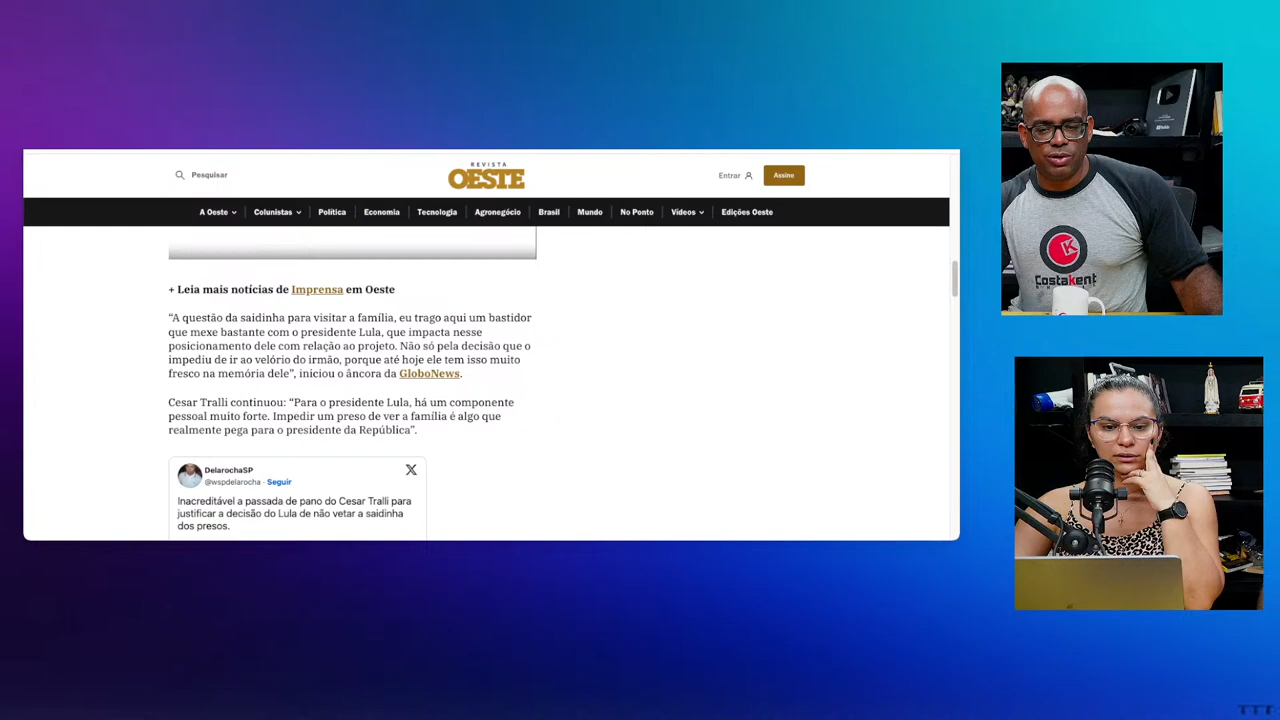 Pesquisar
REVISTA
OESTE
Entrar
Assine
A Oeste
Colunistas
Política
Economia
Tecnologia
Agronegócio
Brasil
Mundo
No Ponto
Vídeos
Edições Oeste
+ Leia mais notícias de Imprensa em Oeste
“A questão da saidinha para visitar a família, eu trago aqui um bastidor
que mexe bastante com o presidente Lula, que impacta nesse
posicionamento dele com relação ao projeto. Não só pela decisão que o
impediu de ir ao velório do irmão, porque até hoje ele tem isso muito
fresco na memória dele”, iniciou o âncora da GloboNews.
Cesar Tralli continuou: “Para o presidente Lula, há um componente
pessoal muito forte. Impedir um preso de ver a família é algo que
realmente pega para o presidente da República”.
DelarochaSP
@wspdelarocha · Seguir
Inacreditável a passada de pano do Cesar Tralli para
justificar a decisão do Lula de não vetar a saidinha
dos presos.
K
Costakent